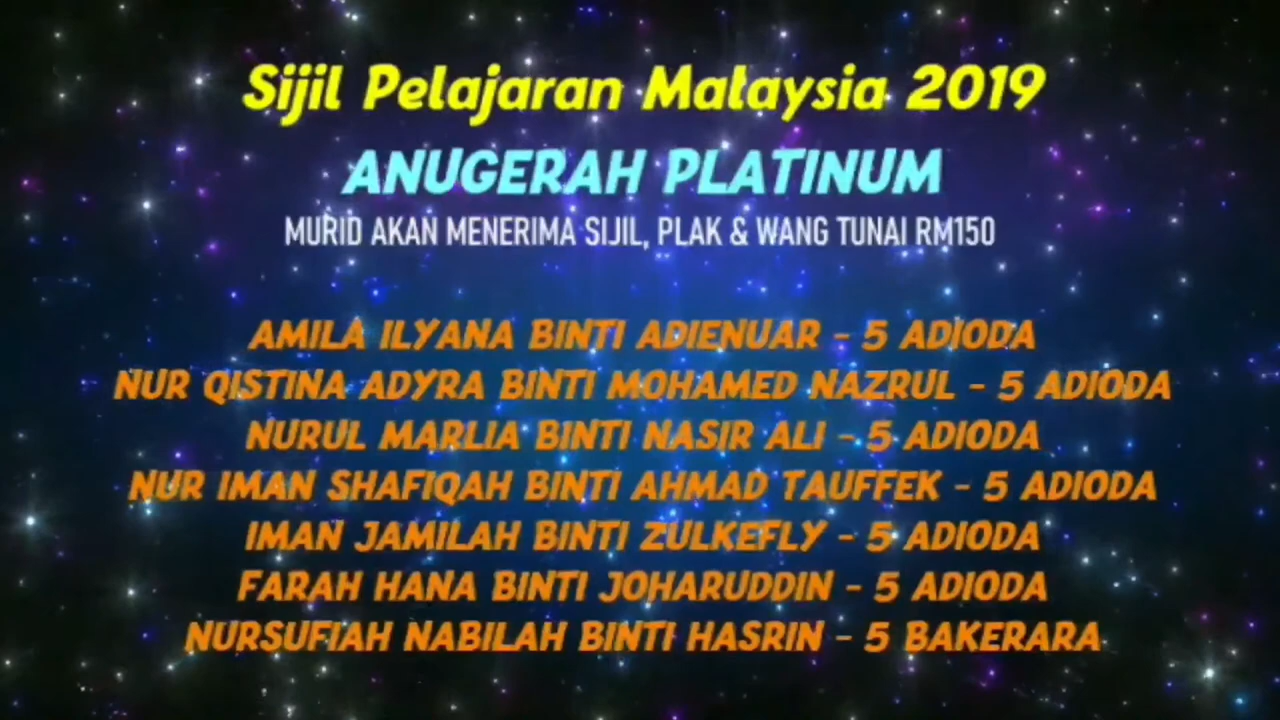 Sijil Pelajaran Malaysia 2019
ANUGERAH PLATINUM
MURID AKAN MENERIMA SIJIL, PLAK & WANG TUNAI RM150
AMILA ILYANA BINTI ADIENUAR - 5 ADIODA
NUR QISTINA ADYRA BINTI MOHAMED NAZRUL - 5 ADIODA
NURUL MARLIA BINTI NASIR ALI - 5 ADIODA
NUR IMAN SHAFIQAH BINTI AHMAD TAUFFEK - 5 ADIODA
IMAN JAMILAH BINTI ZULKEFLY - 5 ADIODA
FARAH HANA BINTI JOHARUDDIN - 5 ADIODA
NURSUFIAH NABILAH BINTI HASRIN - 5 BAKERARA